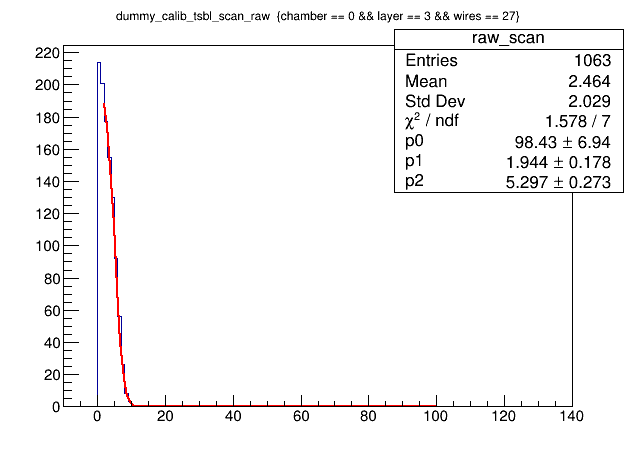 dummy_calib_tsbl_scan_raw {chamber == 0 && layer == 3 && wires == 27}
raw_scan
Entries 1063
Mean 2.464
Std Dev 2.029
χ² / ndf 1.578 / 7
p0 98.43 ± 6.94
p1 1.944 ± 0.178
p2 5.297 ± 0.273
220
200
180
160
140
120
100
80
60
40
20
0
0 20 40 60 80 100 120 140